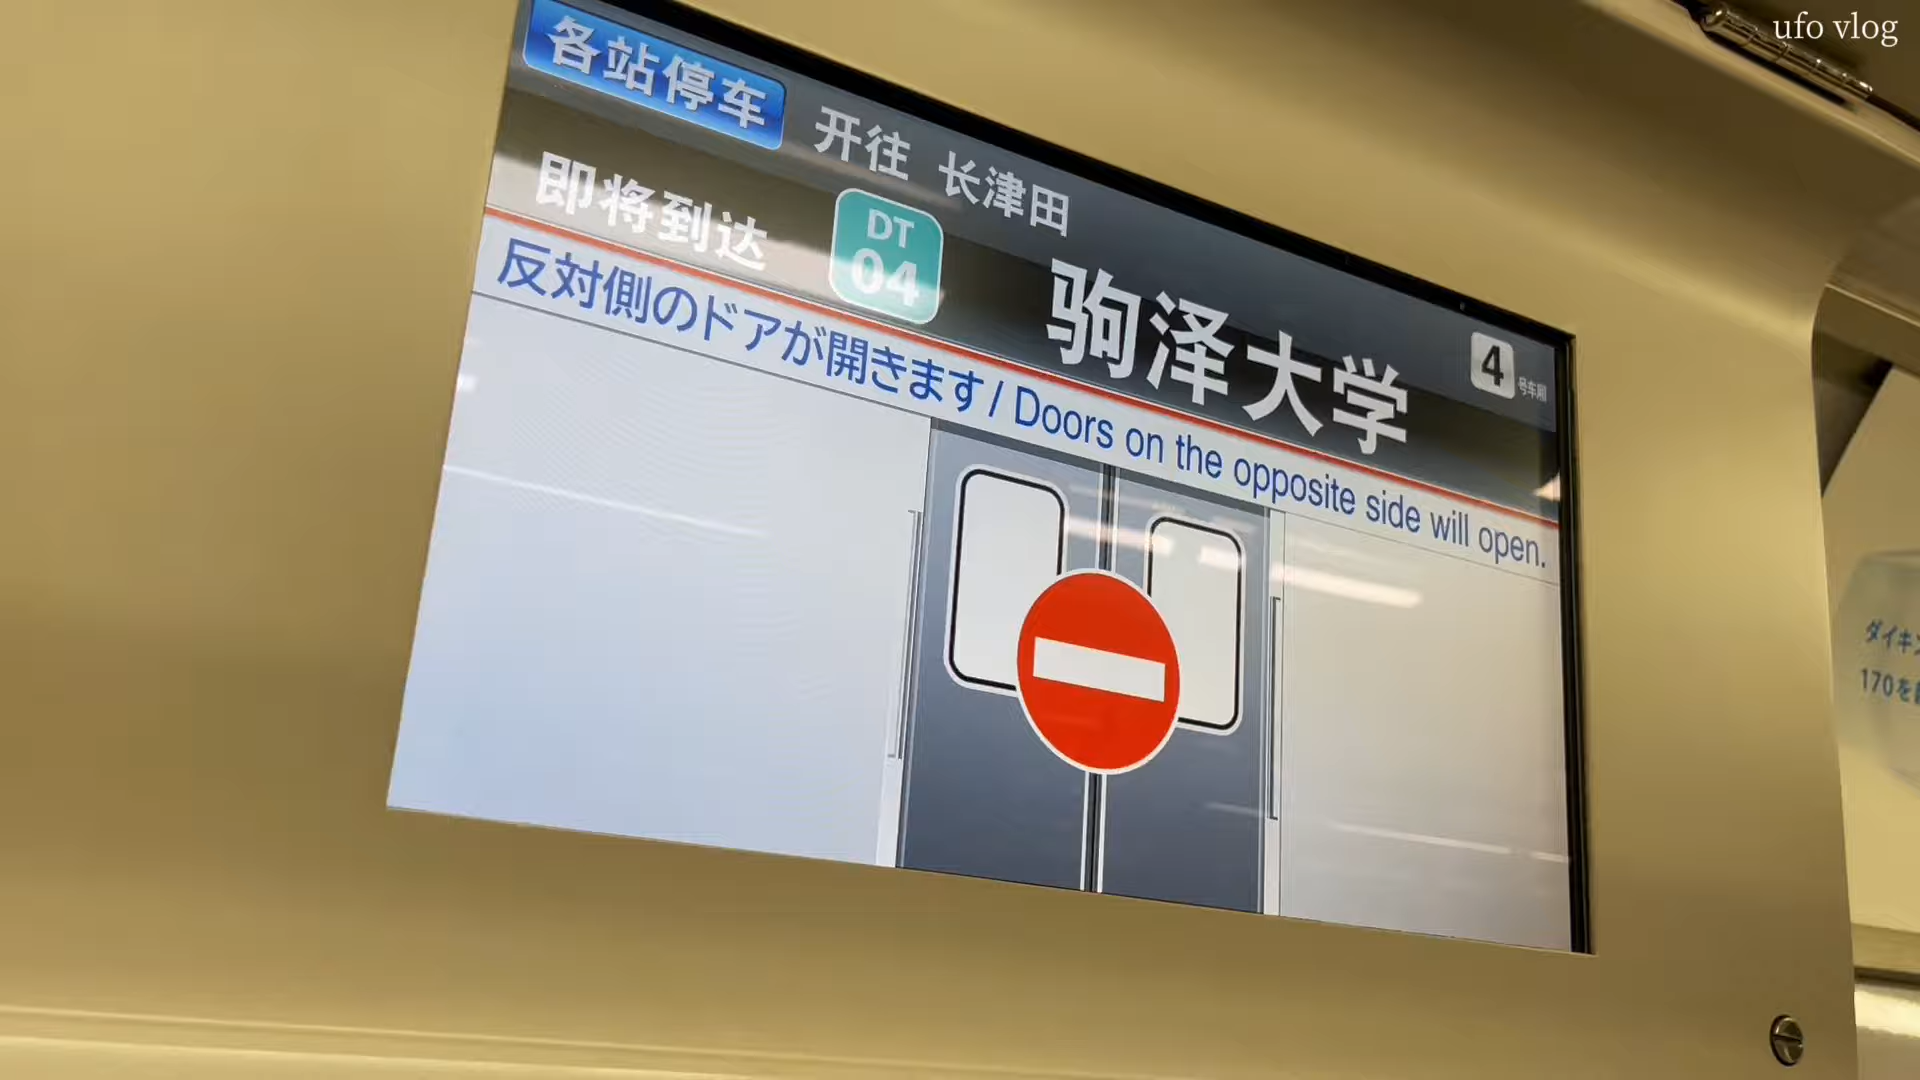 ufo vlog
各站停车 开往 长津田
即将到达 DT 04 驹泽大学 4 号车厢
反対側のドアが開きます / Doors on the opposite side will open.
ダイキン
170を